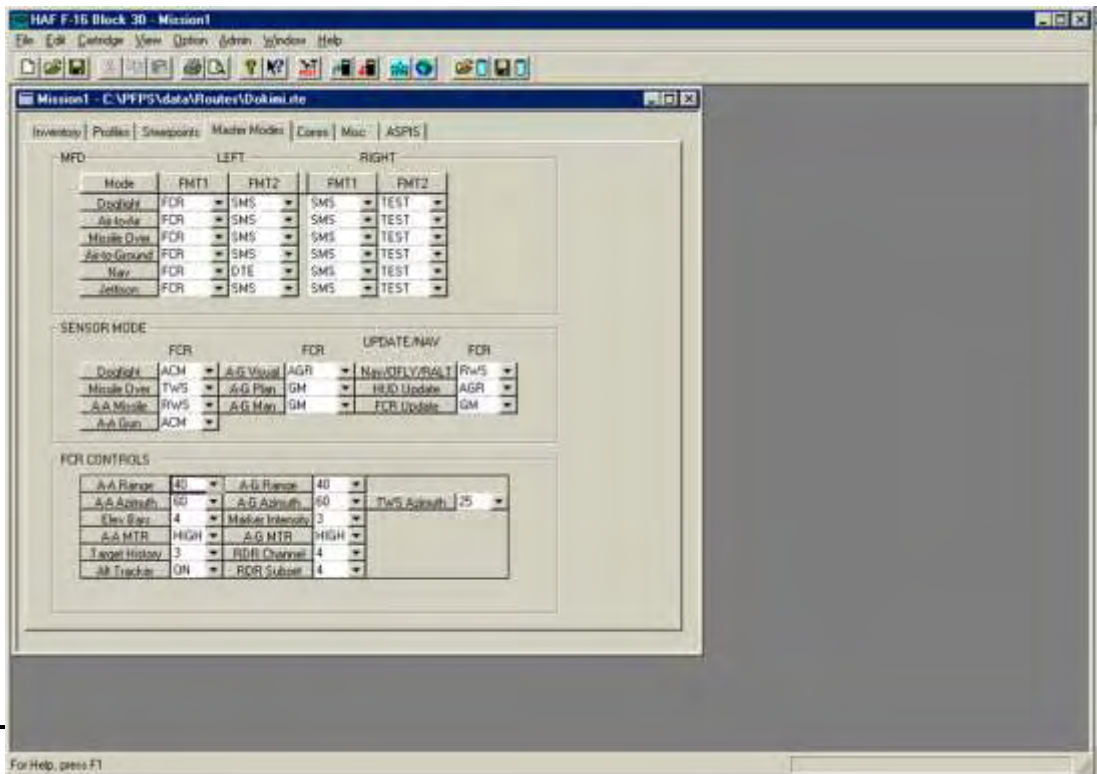 HAF F-16 Block 30 - Mission1
File Edit Cartridge View Option Admin Window Help
Mission1 - C:\PFPS\data\Routes\Dokimi.rte
Inventory Profiles Steerpoints Master Modes Comm Misc ASPIS
MFD LEFT RIGHT
Mode FMT1 FMT2 FMT1 FMT2
Dogfight FCR SMS SMS TEST
Air-to-Air FCR SMS SMS TEST
Missile Over FCR SMS SMS TEST
Air-to-Ground FCR SMS SMS TEST
Nav FCR DTE SMS TEST
Jettison FCR SMS SMS TEST
SENSOR MODE
UPDATE/NAV
FCR FCR FCR
Dogfight ACM A-G Visual AGR Nav/OFLY/RALT RWS
Missile Over TWS A-G Plan GM HUD Update AGR
A-A Missile RWS A-G Man GM FCR Update GM
A-A Gun ACM
FCR CONTROLS
A-A Range 40 A-G Range 40
A-A Azimuth 60 A-G Azimuth 60 TWS Azimuth 25
Elev Bars 4 Marker Intensity 3
A-A MTR HIGH A-G MTR HIGH
Target History 3 RDR Channel 4
Alt Tracker ON RDR Subset 4
For Help, press F1